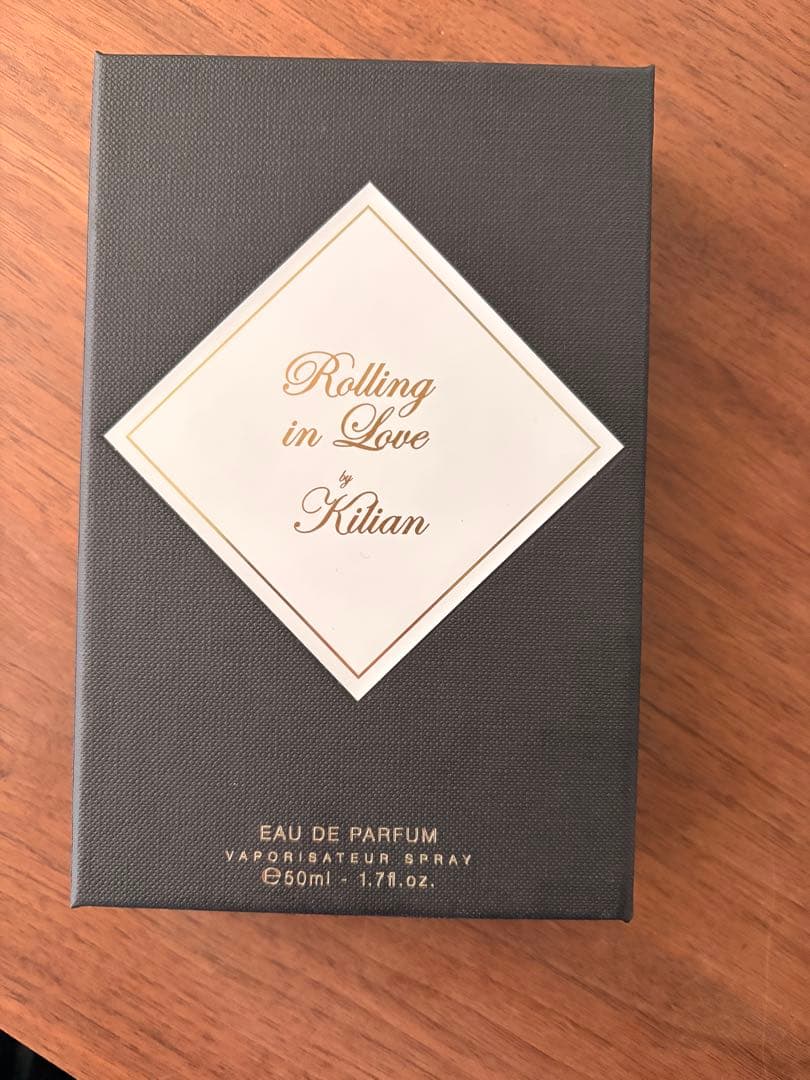 Rolling
in Love
by
Kilian
EAU DE PARFUM
VAPORISATEUR SPRAY
℮50ml - 1.7fl.oz.